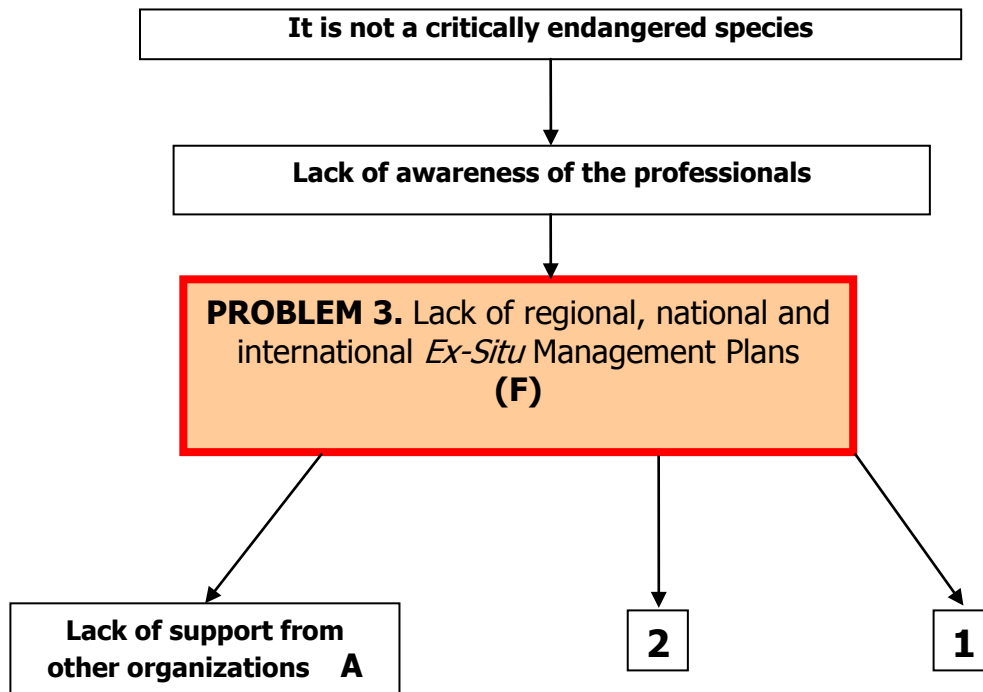 It is not a critically endangered species
Lack of awareness of the professionals
PROBLEM 3. Lack of regional, national and
international Ex-Situ Management Plans
(F)
Lack of support from
other organizations A
2
1